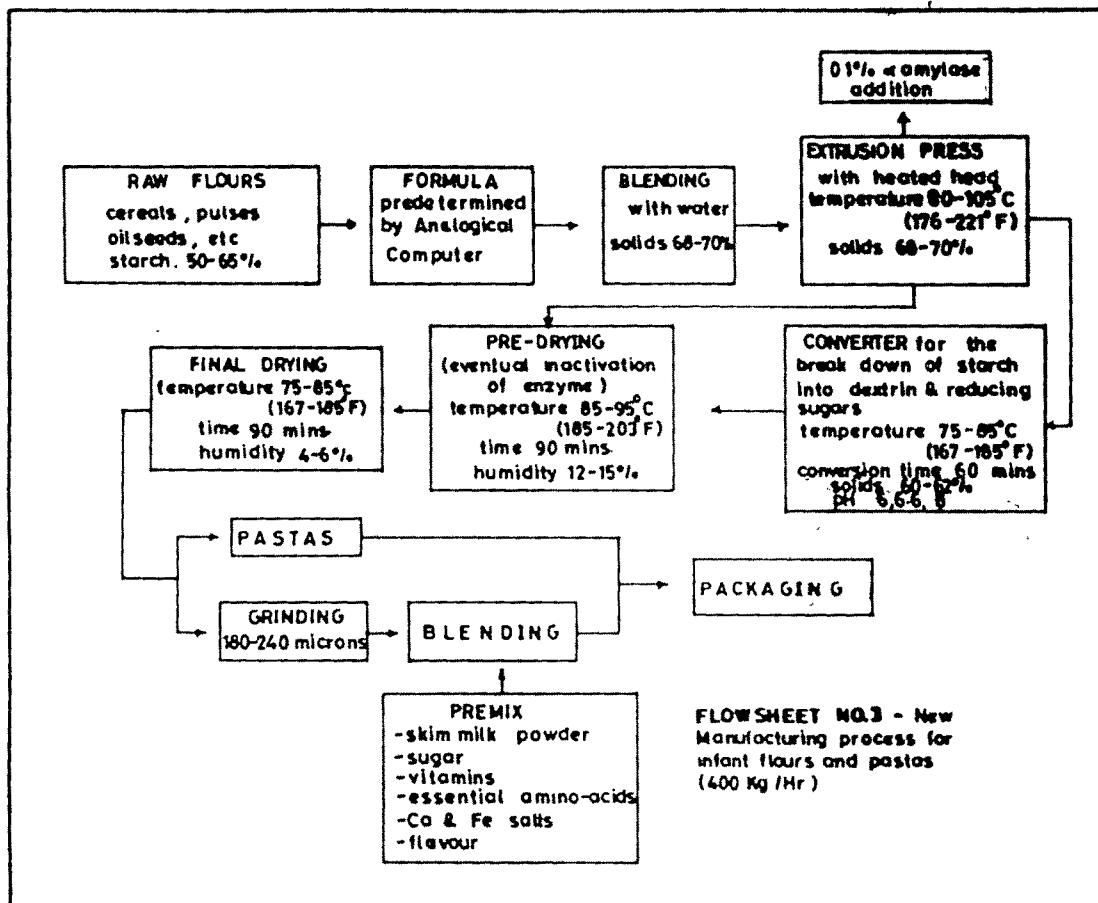 0 1% α amylase
addition
RAW FLOURS
cereals, pulses
oilseeds, etc
starch. 50-65%
FORMULA
predetermined
by Analogical
Computer
BLENDING
with water
solids 68-70%
EXTRUSION PRESS
with heated head
temperature 80-105°C
(176-221°F)
solids 68-70%
FINAL DRYING
(temperature 75-85°C
(167-185°F)
time 90 mins.
humidity 4-6%
PRE-DRYING
(eventual inactivation
of enzyme)
temperature 85-95°C
(185-203°F)
time 90 mins.
humidity 12-15%
CONVERTER for the
break down of starch
into dextrin & reducing
sugars
temperature 75-85°C
(167-185°F)
conversion time 60 mins
solids 60-62%
pH
PASTAS
GRINDING
180-240 microns
BLENDING
PACKAGING
PREMIX
-skim milk powder
-sugar
-vitamins
-essential amino-acids
-Ca & Fe salts
-flavour
FLOWSHEET NO.3 - New
Manufacturing process for
infant flours and pastas
(400 Kg/Hr)